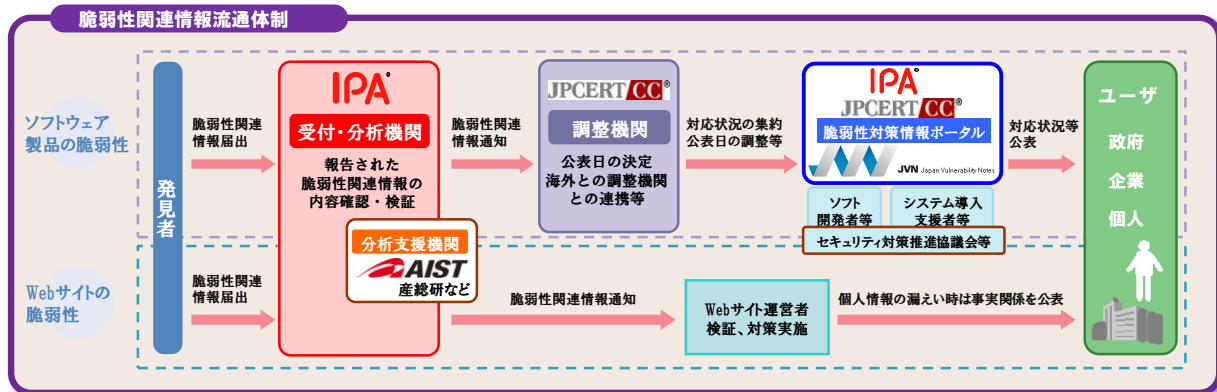 脆弱性関連情報流通体制
ソフトウェア
製品の脆弱性
発見者
脆弱性関連
情報届出
IPA
受付・分析機関
報告された
脆弱性関連情報の
内容確認・検証
分析支援機関
AIST
産総研など
脆弱性関連
情報通知
JPCERT CC®
調整機関
公表日の決定
海外との調整機関
との連携等
対応状況の集約
公表日の調整等
IPA
JPCERT CC®
脆弱性対策情報ポータル
JVN Japan Vulnerability Notes
ソフト
開発者等
システム導入
支援者等
セキュリティ対策推進協議会等
対応状況等
公表
ユーザ
政府
企業
個人
Webサイトの
脆弱性
脆弱性関連
情報届出
脆弱性関連情報通知
Webサイト運営者
検証、対策実施
個人情報の漏えい時は事実関係を公表